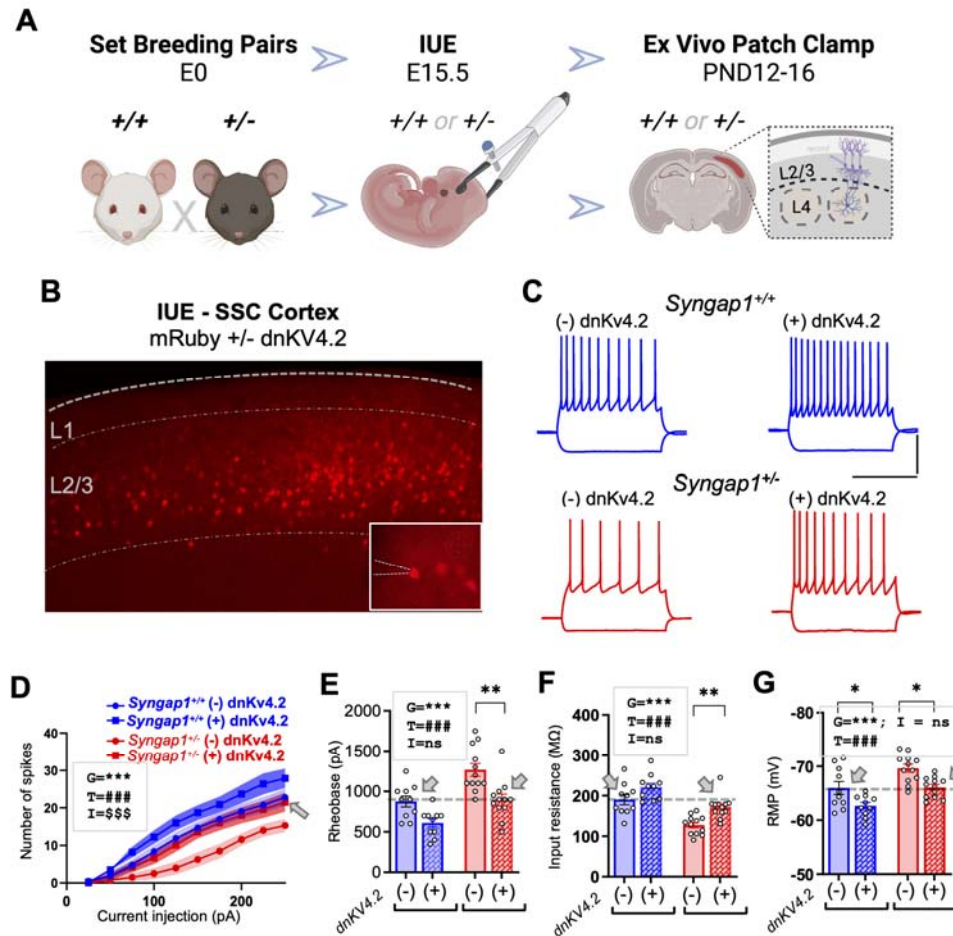 A
Set Breeding Pairs
E0
IUE
E15.5
Ex Vivo Patch Clamp
PND12-16
+/+
+/-
+/+ or +/-
+/+ or +/-
X
L2/3
L4
B
IUE - SSC Cortex
mRuby +/- dnKV4.2
L1
L2/3
C
Syngap1+/+
(-) dnKv4.2
(+) dnKv4.2
Syngap1+/-
(-) dnKv4.2
(+) dnKv4.2
D
Syngap1+/+ (-) dnKv4.2
Syngap1+/+ (+) dnKv4.2
Syngap1+/- (-) dnKv4.2
Syngap1+/- (+) dnKv4.2
G=***
T=###
I=$$$
Number of spikes
40
30
20
10
0
0
100
200
Current injection (pA)
E
G=***
T=###
I=ns
**
Rheobase (pA)
2000
1500
1000
500
0
(-)
(+)
(-)
(+)
dnKV4.2
F
G=***
T=###
I=ns
**
Input resistance (MΩ)
400
300
200
100
0
(-)
(+)
(-)
(+)
dnKV4.2
G
*
*
G=***; I = ns
T=###
RMP (mV)
-80
-70
-60
-50
(-)
(+)
(-)
(+)
dnKV4.2